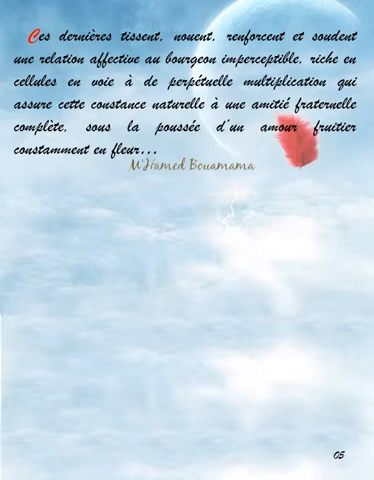 Ces dernières tissent, nouent, renforcent et soudent
une relation affective au bourgeon imperceptible, riche en
cellules en voie à de perpétuelle multiplication qui
assure cette constance naturelle à une amitié fraternelle
complète, sous la poussée d'un amour fruitier
constamment en fleur...
M'Hamed Bouamama
05